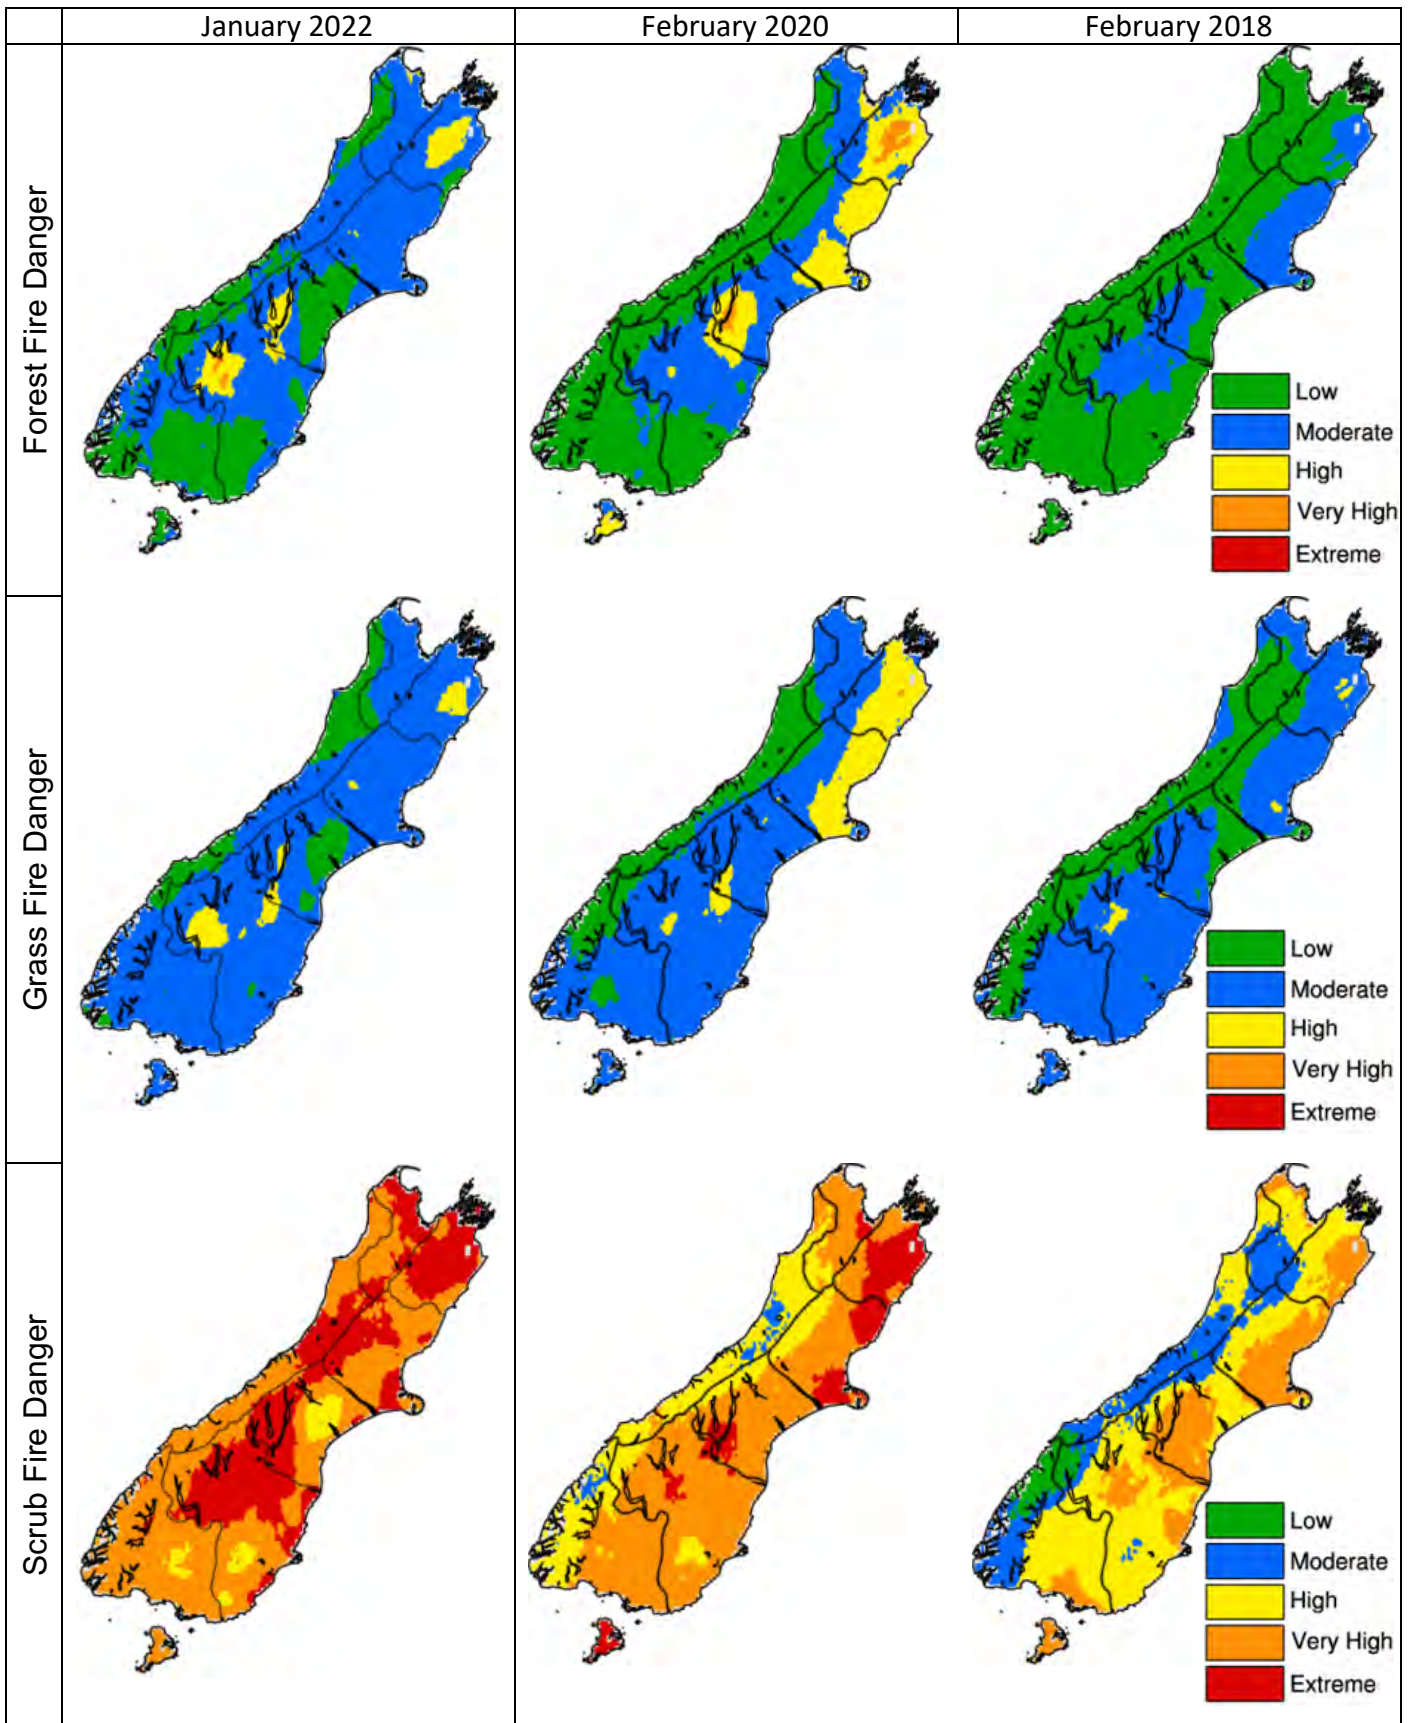 January 2022
February 2020
February 2018
Forest Fire Danger
Low
Moderate
High
Very High
Extreme
Grass Fire Danger
Low
Moderate
High
Very High
Extreme
Scrub Fire Danger
Low
Moderate
High
Very High
Extreme